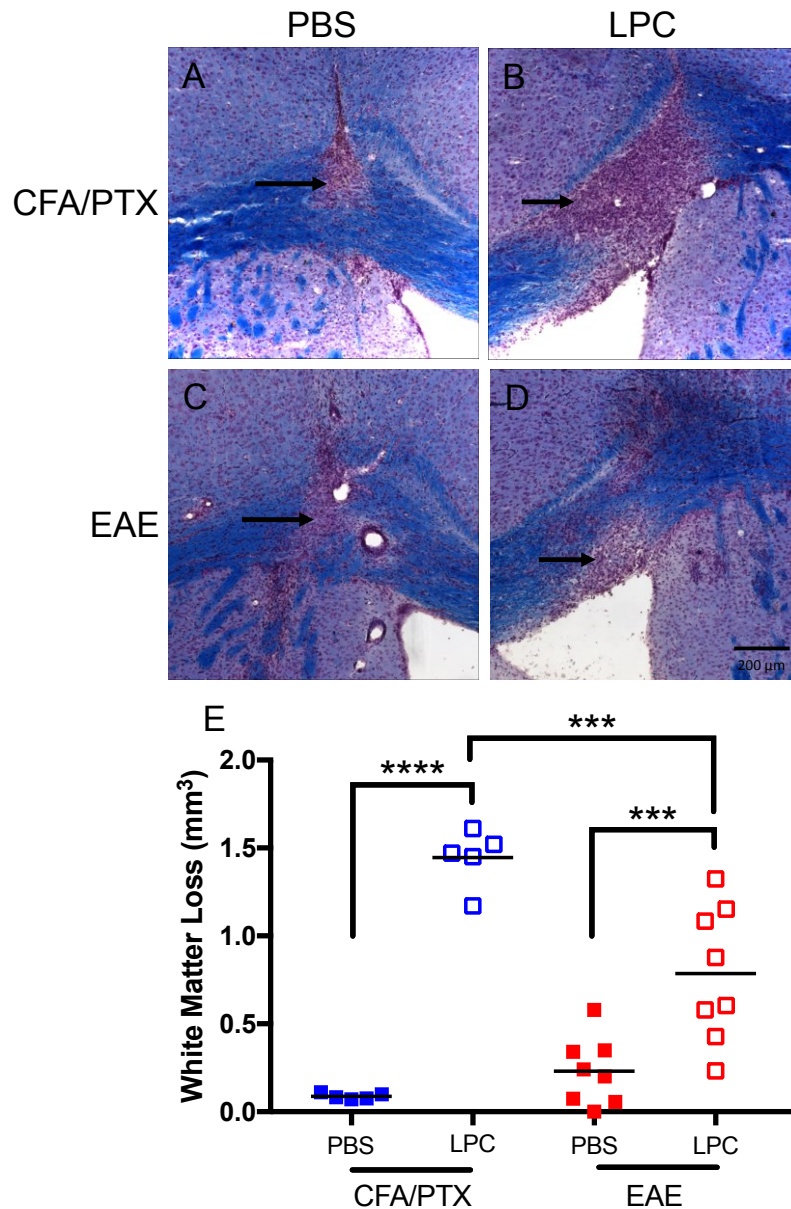 PBS LPC
A B
CFA/PTX
C D
EAE
200 µm
E
***
****
***
2.0
1.5
1.0
0.5
0.0
White Matter Loss (mm³)
PBS LPC PBS LPC
CFA/PTX EAE